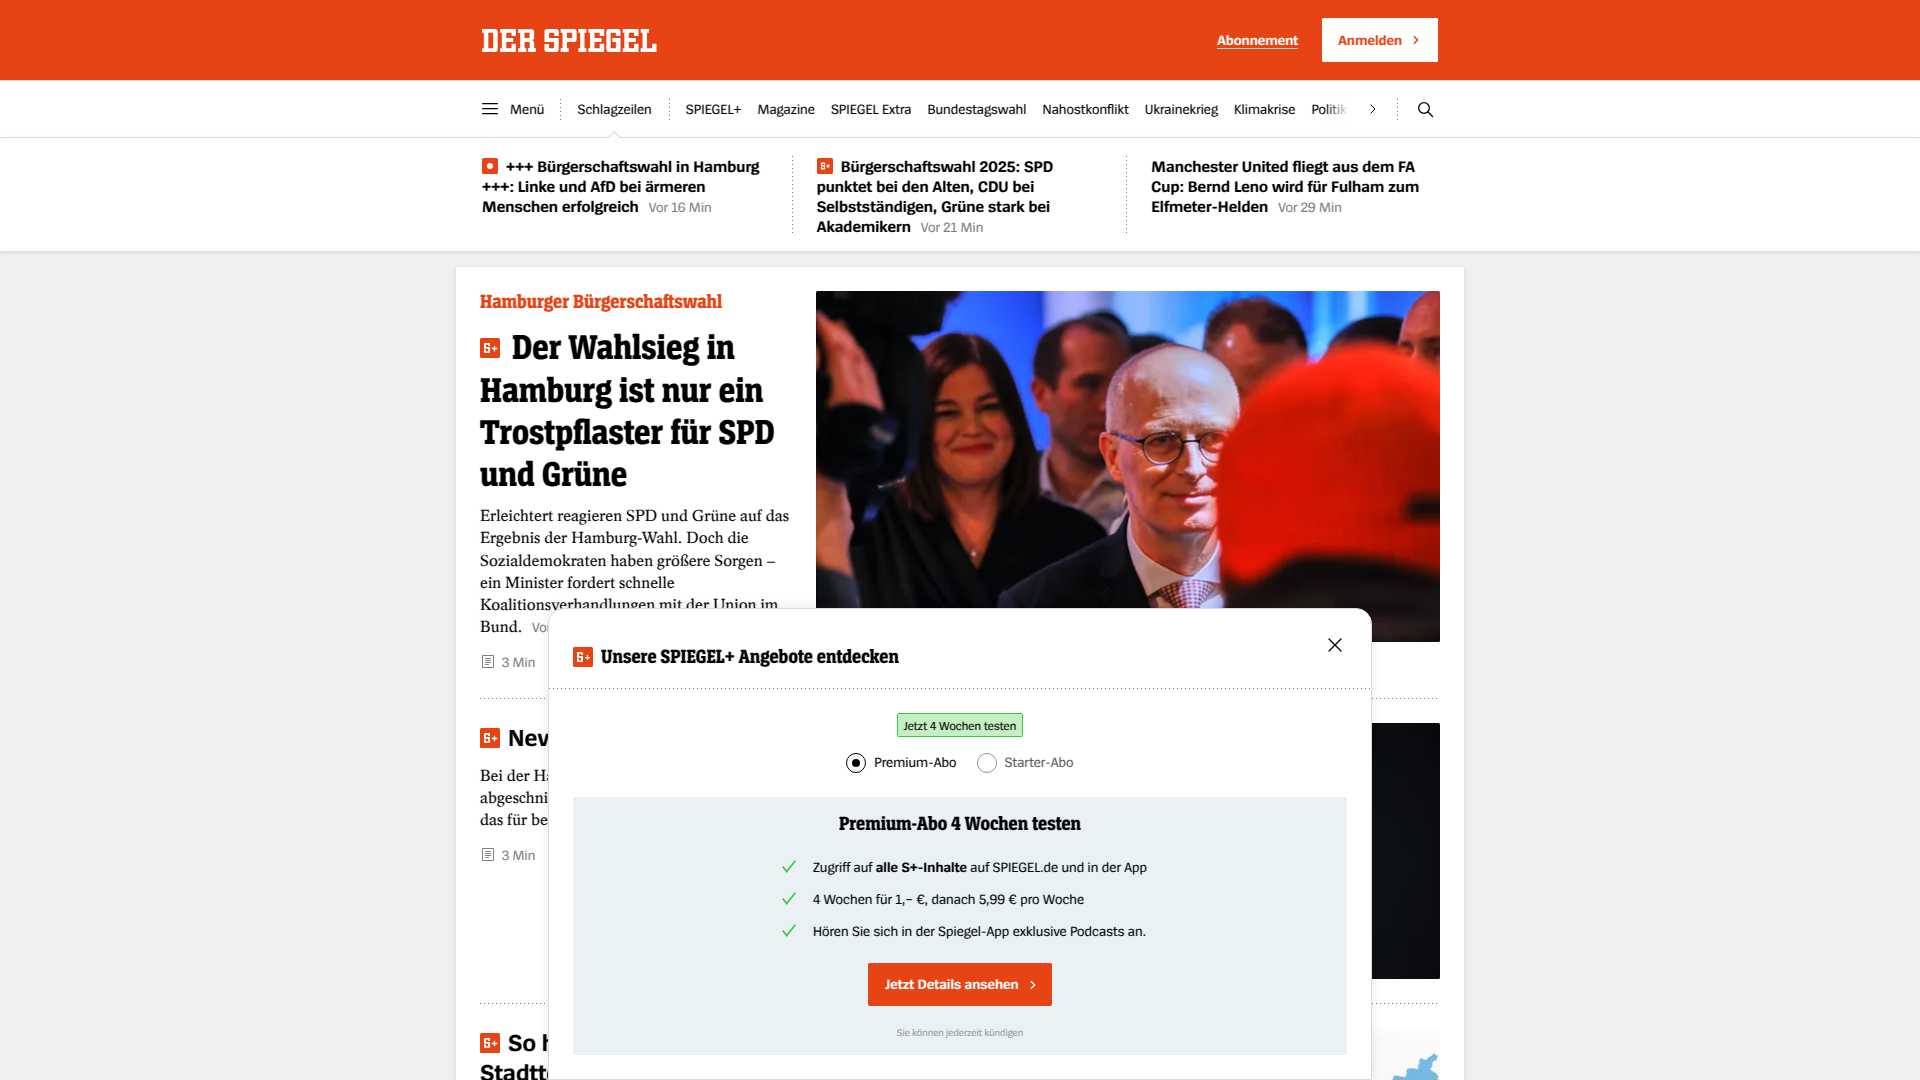 DER SPIEGEL
Abonnement
Anmelden
Menü
Schlagzeilen
SPIEGEL+
Magazine
SPIEGEL Extra
Bundestagswahl
Nahostkonflikt
Ukrainekrieg
Klimakrise
Politik
+++ Bürgerschaftswahl in Hamburg
+++: Linke und AfD bei ärmeren
Menschen erfolgreich Vor 16 Min
Bürgerschaftswahl 2025: SPD
punktet bei den Alten, CDU bei
Selbstständigen, Grüne stark bei
Akademikern Vor 21 Min
Manchester United fliegt aus dem FA
Cup: Bernd Leno wird für Fulham zum
Elfmeter-Helden Vor 29 Min
Hamburger Bürgerschaftswahl
S+ Der Wahlsieg in
Hamburg ist nur ein
Trostpflaster für SPD
und Grüne
Erleichtert reagieren SPD und Grüne auf das
Ergebnis der Hamburg-Wahl. Doch die
Sozialdemokraten haben größere Sorgen –
ein Minister fordert schnelle
Koalitionsverhandlungen mit der Union im
Bund. Vo
3 Min
S+ Nev
Bei der Ha
abgeschni
das für be
3 Min
S+ So h
Stadtt
S+ Unsere SPIEGEL+ Angebote entdecken
Jetzt 4 Wochen testen
Premium-Abo
Starter-Abo
Premium-Abo 4 Wochen testen
Zugriff auf alle S+-Inhalte auf SPIEGEL.de und in der App
4 Wochen für 1,– €, danach 5,99 € pro Woche
Hören Sie sich in der Spiegel-App exklusive Podcasts an.
Jetzt Details ansehen
Sie können jederzeit kündigen